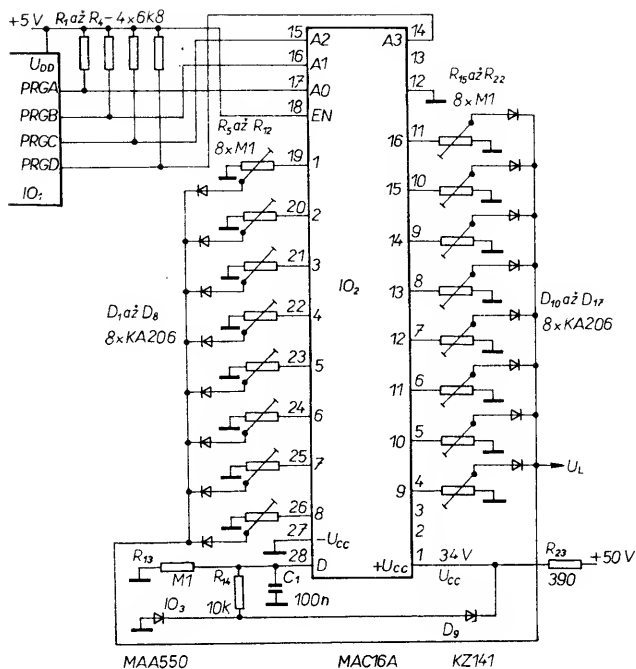 +5V
R1 až R4 – 4×6K8
UDD
PRGA
PRGB
PRGC
PRGD
IO1
15 A2
16 A1
17 A0
18 EN
R5 až R12
8×M1
19 1
20 2
21 3
22 4
23 5
24 6
25 7
26 8
27 -UCC
28 D
D1 až D8
8×KA206
IO2
A3 14
13
12
R15 až R22
8×M1
16 11
15 10
14 9
13 8
12 7
11 6
10 5
9 4
3
2
+UCC 1
D10 až D17
8×KA206
UL
34V
UCC
R23
390
+50V
R13
M1
R14
10k
C1
100n
IO3
D9
MAA550
MAC16A
KZ141